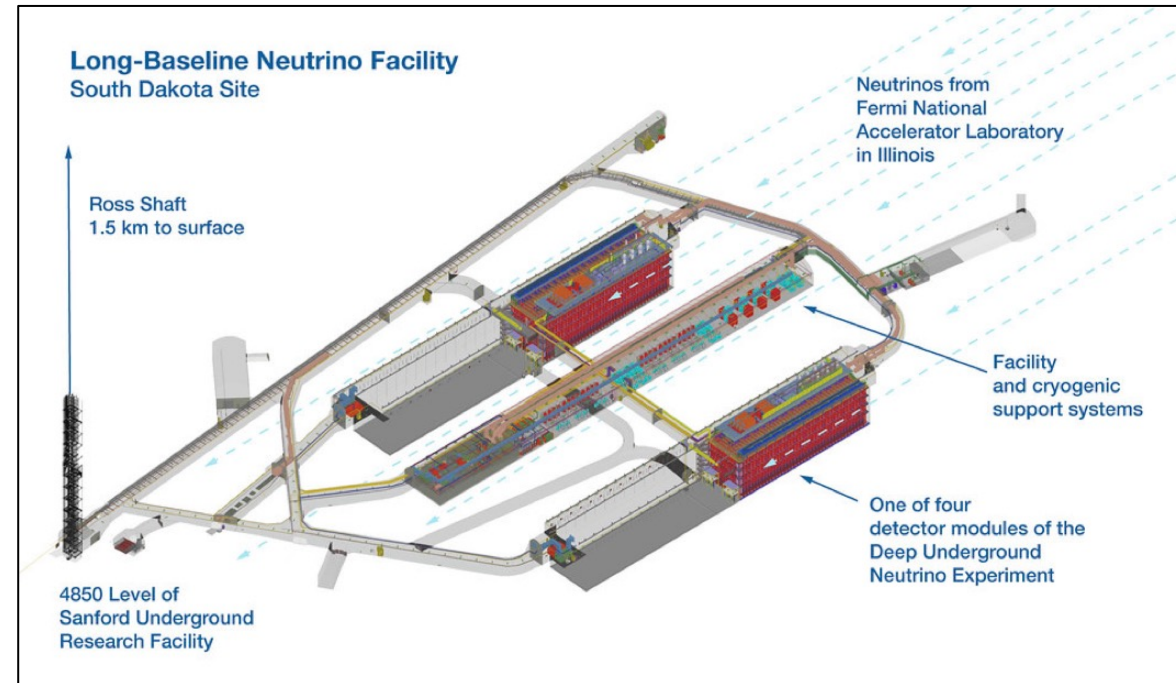 Long-Baseline Neutrino Facility
South Dakota Site
Neutrinos from
Fermi National
Accelerator Laboratory
in Illinois
Ross Shaft
1.5 km to surface
Facility
and cryogenic
support systems
One of four
detector modules of the
Deep Underground
Neutrino Experiment
4850 Level of
Sanford Underground
Research Facility